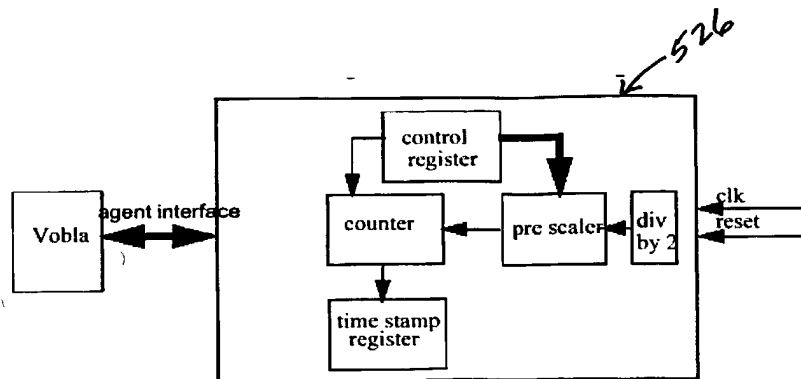 526
control
register
clk
agent interface
reset
Vobla
counter
pre scaler
div
by 2
time stamp
register